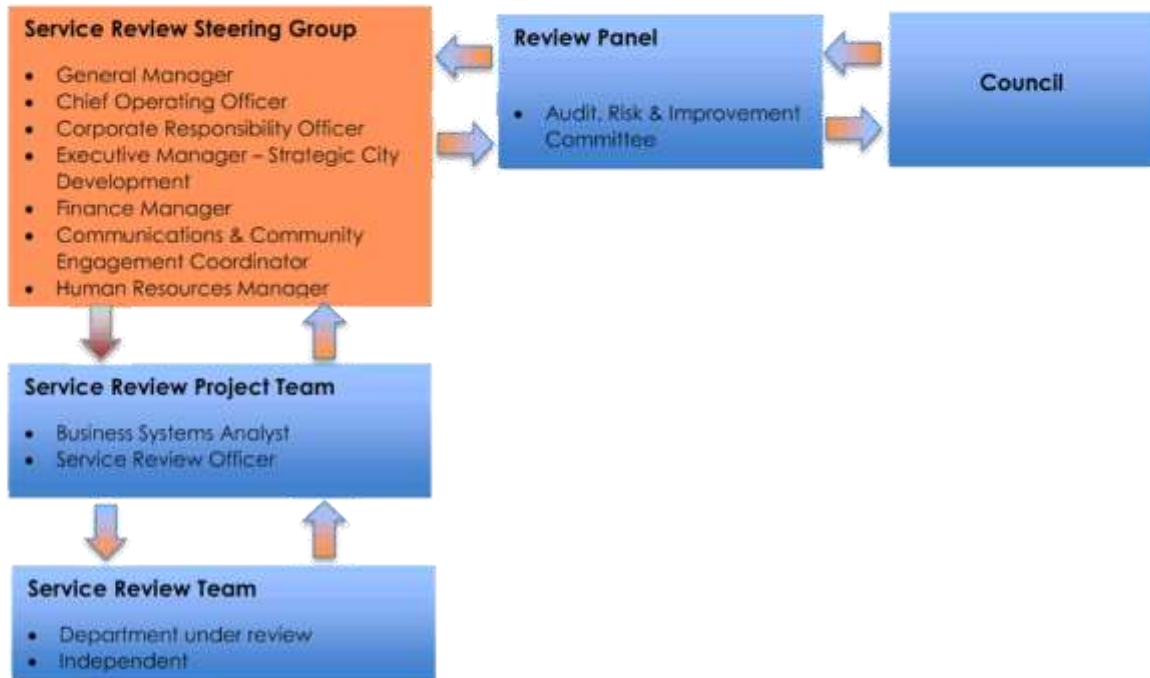 Service Review Steering Group
• General Manager
• Chief Operating Officer
• Corporate Responsibility Officer
• Executive Manager – Strategic City
Development
• Finance Manager
• Communications & Community
Engagement Coordinator
• Human Resources Manager
Review Panel
• Audit, Risk & Improvement
Committee
Council
Service Review Project Team
• Business Systems Analyst
• Service Review Officer
Service Review Team
• Department under review
• Independent